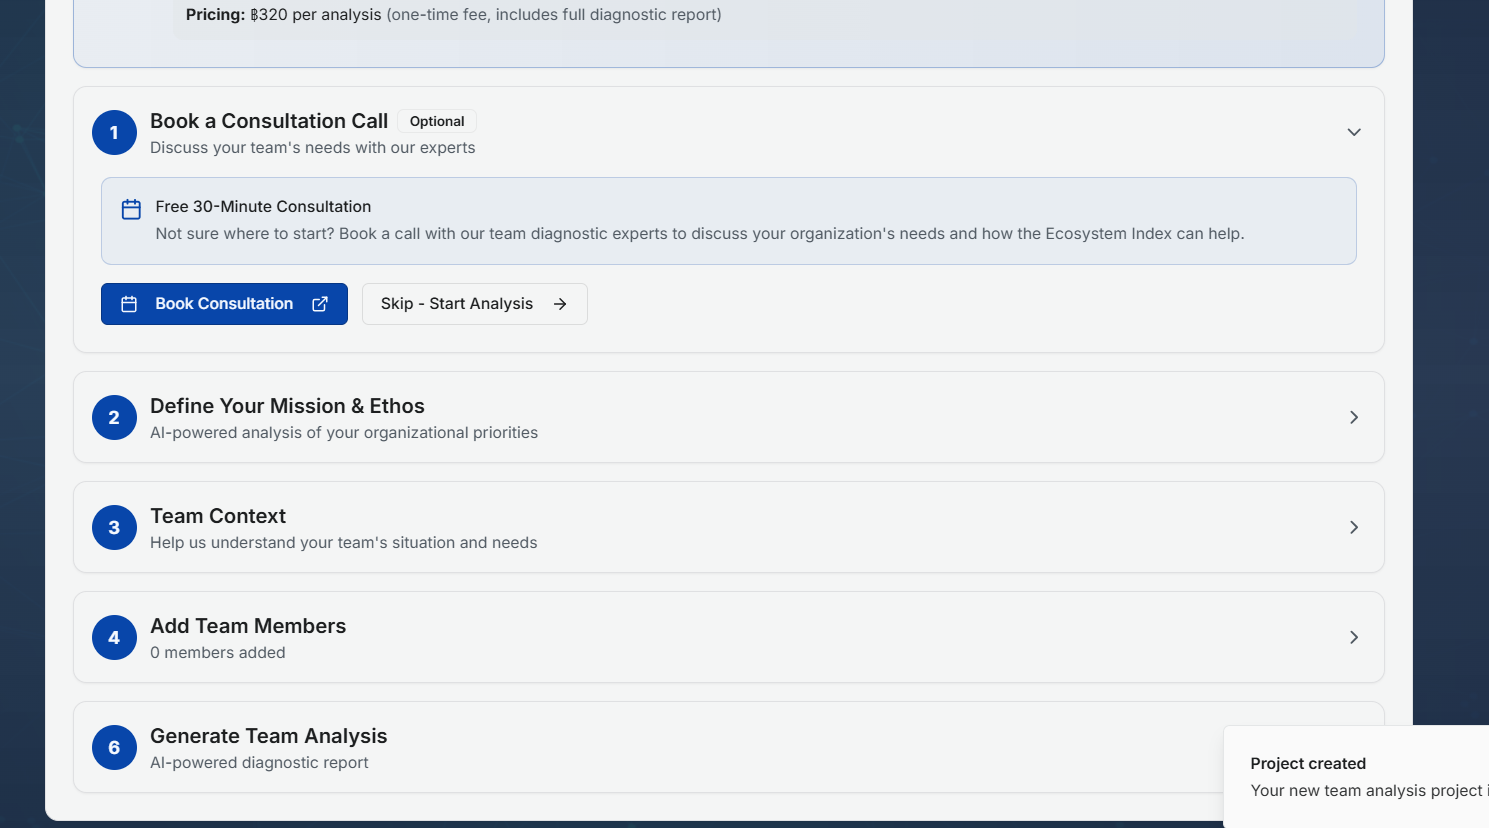 Pricing: ฿320 per analysis (one-time fee, includes full diagnostic report)
1
Book a Consultation Call
Optional
Discuss your team's needs with our experts
Free 30-Minute Consultation
Not sure where to start? Book a call with our team diagnostic experts to discuss your organization's needs and how the Ecosystem Index can help.
Book Consultation
Skip - Start Analysis
2
Define Your Mission & Ethos
AI-powered analysis of your organizational priorities
3
Team Context
Help us understand your team's situation and needs
4
Add Team Members
0 members added
6
Generate Team Analysis
AI-powered diagnostic report
Project created
Your new team analysis project